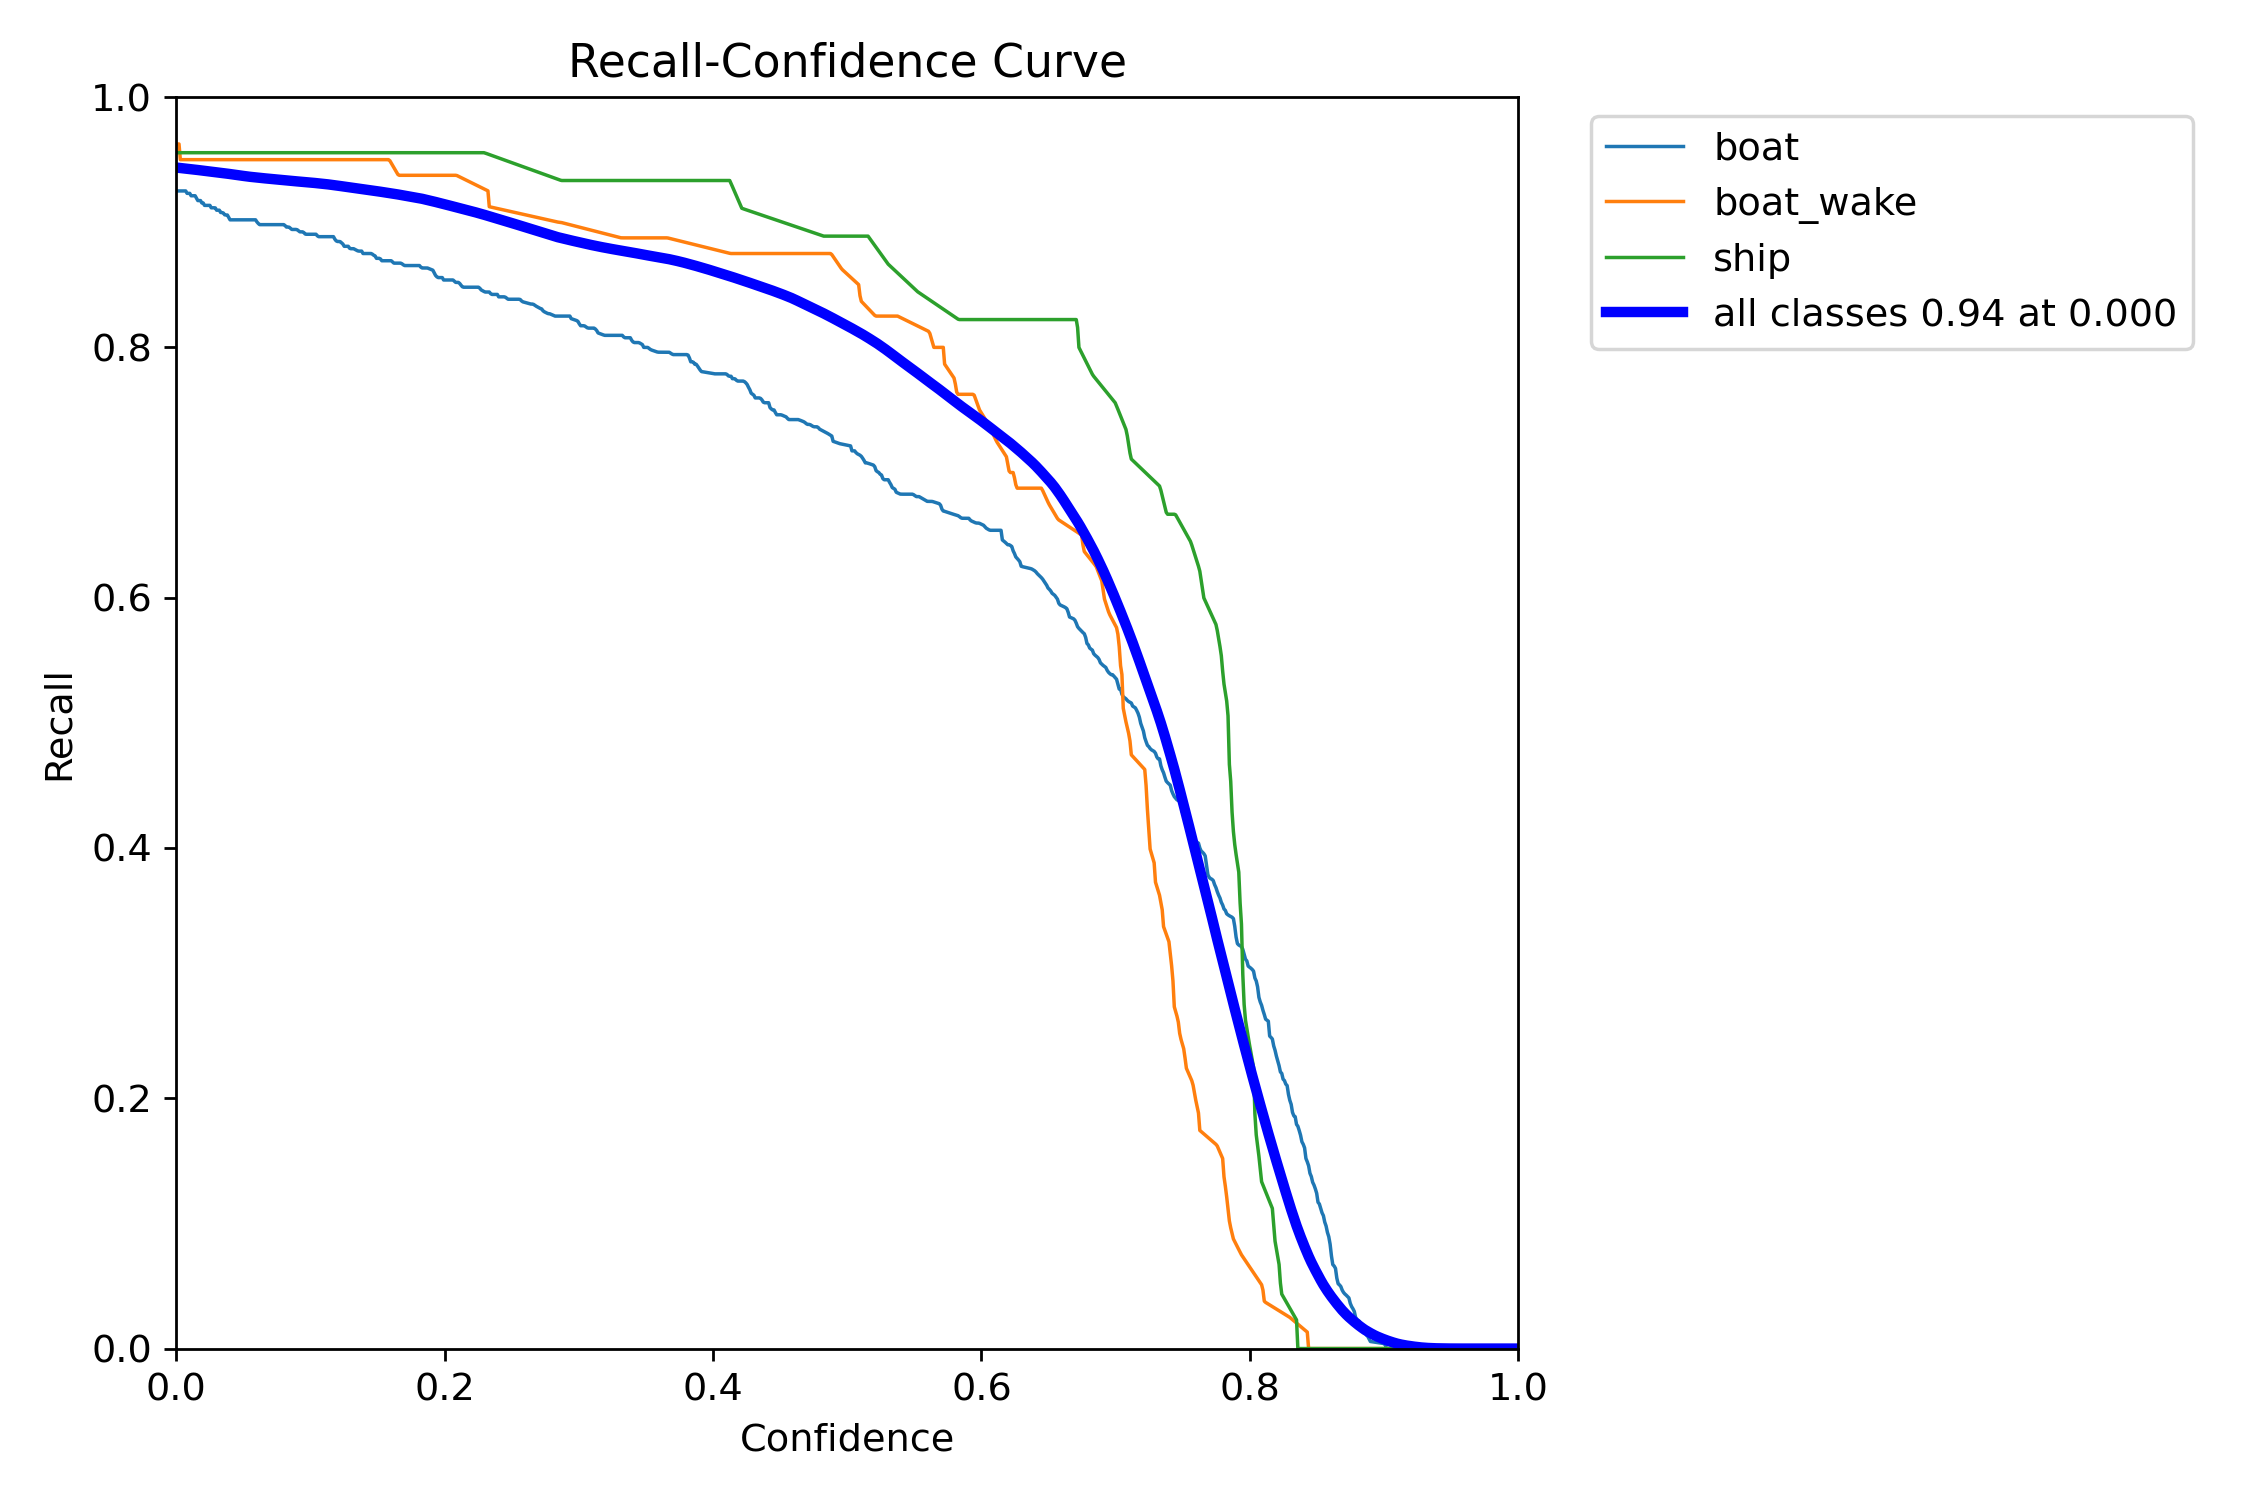 Recall-Confidence Curve
1.0
0.8
0.6
0.4
0.2
0.0
Recall
0.0 0.2 0.4 0.6 0.8 1.0
Confidence
boat
boat_wake
ship
all classes 0.94 at 0.000